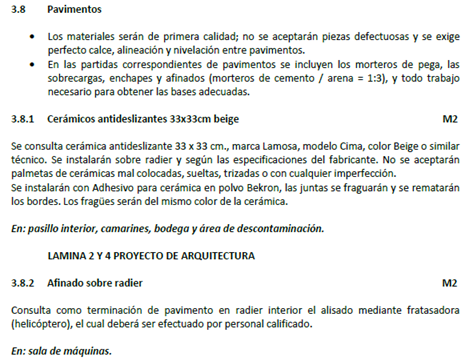 3.8 Pavimentos
• Los materiales serán de primera calidad; no se aceptarán piezas defectuosas y se exige
perfecto calce, alineación y nivelación entre pavimentos.
• En las partidas correspondientes de pavimentos se incluyen los morteros de pega, las
sobrecargas, enchapes y afinados (morteros de cemento / arena = 1:3), y todo trabajo
necesario para obtener las bases adecuadas.
3.8.1 Cerámicos antideslizantes 33x33cm beige M2
Se consulta cerámica antideslizante 33 x 33 cm., marca Lamosa, modelo Cima, color Beige o similar
técnico. Se instalarán sobre radier y según las especificaciones del fabricante. No se aceptarán
palmetas de cerámicas mal colocadas, sueltas, trizadas o con cualquier imperfección.
Se instalarán con Adhesivo para cerámica en polvo Bekron, las juntas se fraguarán y se rematarán
los bordes. Los fragües serán del mismo color de la cerámica.
En: pasillo interior, camarines, bodega y área de descontaminación.
LAMINA 2 Y 4 PROYECTO DE ARQUITECTURA
3.8.2 Afinado sobre radier M2
Consulta como terminación de pavimento en radier interior el alisado mediante fratasadora
(helicóptero), el cual deberá ser efectuado por personal calificado.
En: sala de máquinas.